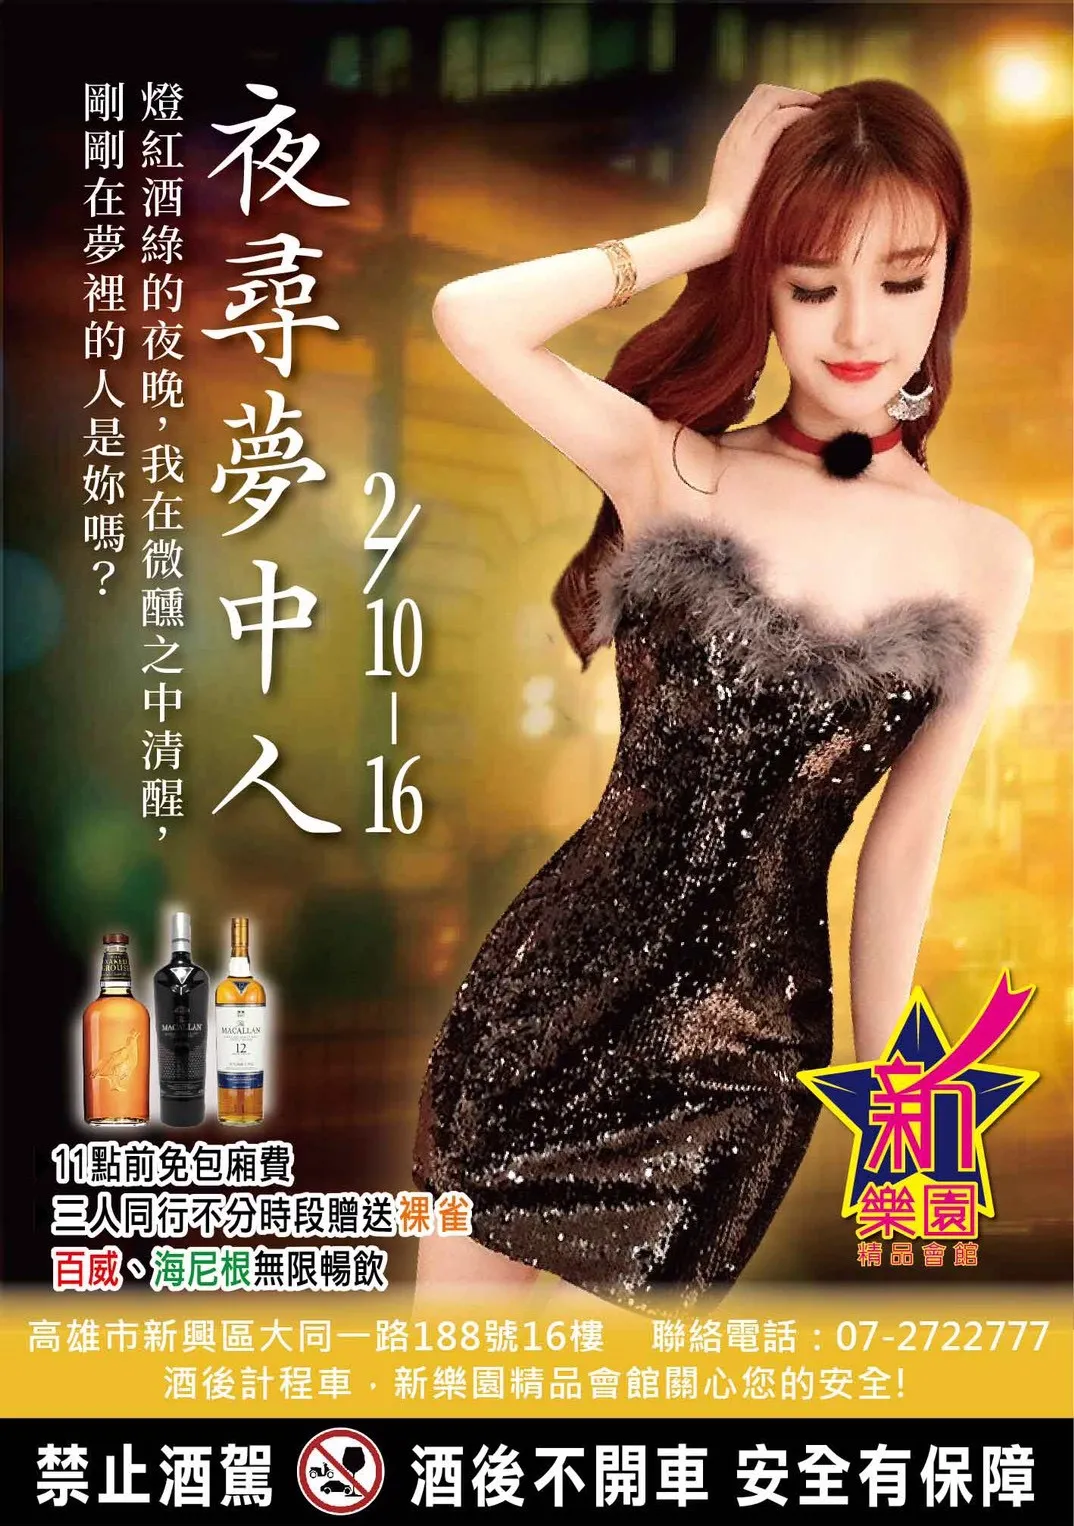 夜尋夢中人
燈紅酒綠的夜晚，我在微醺之中清醒，
剛剛在夢裡的人是妳嗎？
2/10－16
NAKED
GROUSE
MACALLAN
THE
MACALLAN
12
11點前免包廂費
三人同行不分時段贈送裸雀
百威、海尼根無限暢飲
新
樂園
精品會館
高雄市新興區大同一路188號16樓 聯絡電話：07-2722777
酒後計程車，新樂園精品會館關心您的安全!
禁止酒駕 酒後不開車 安全有保障